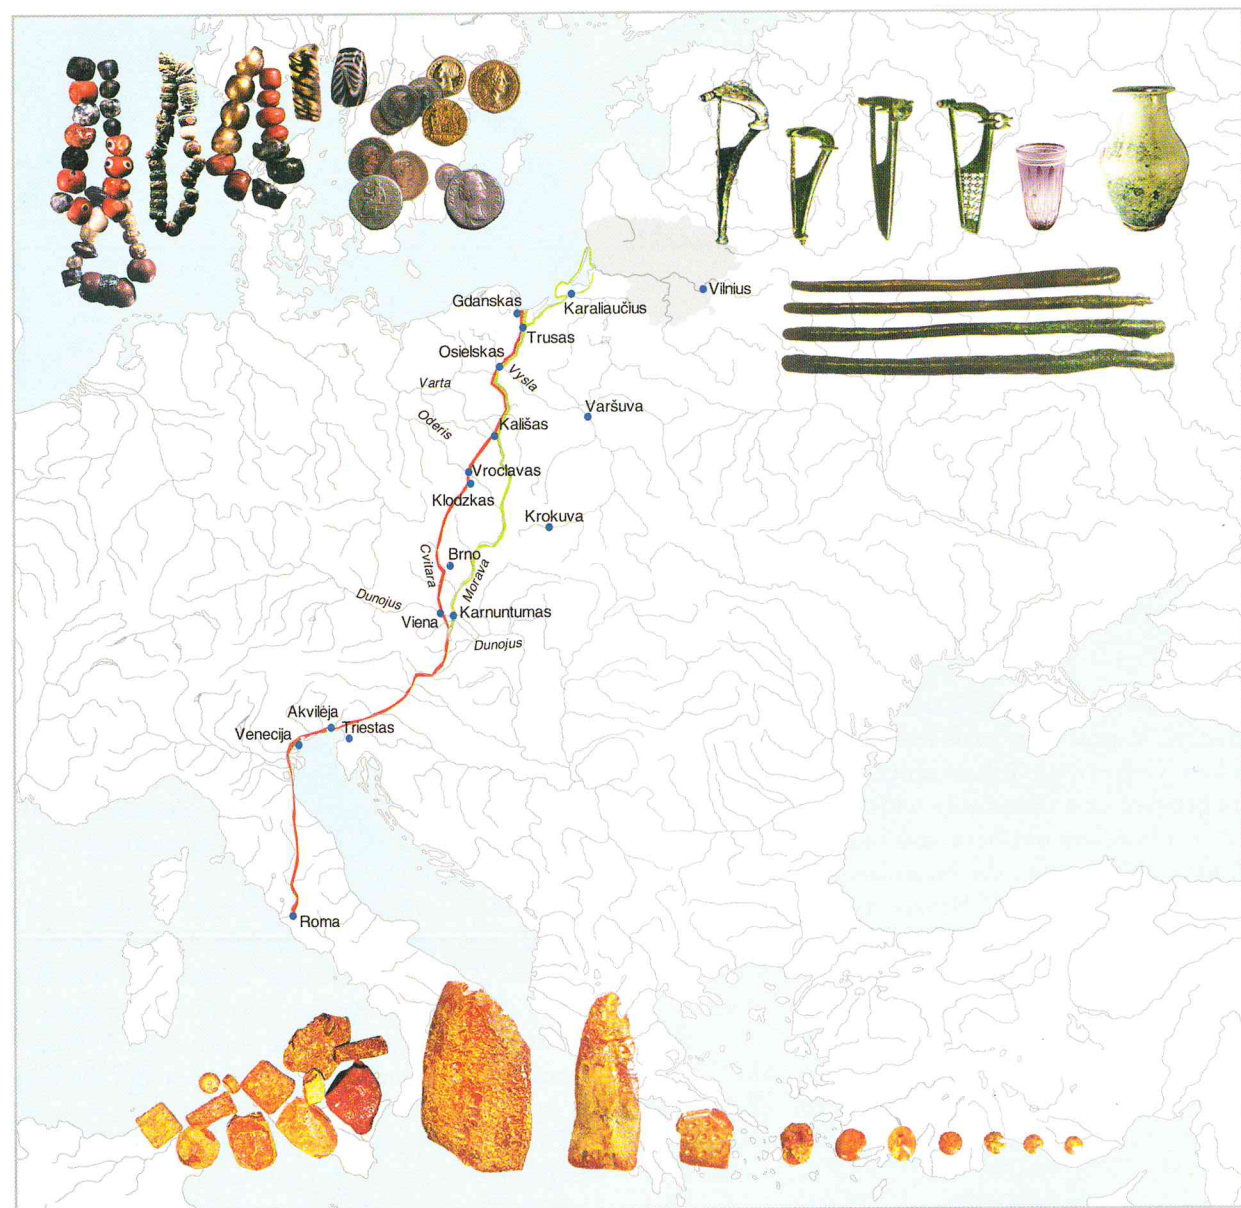 Vilnius
Gdanskas
Karaliaučius
Trusas
Osielskas
Vysla
Varta
Varšuva
Oderis
Kališas
Vroclavas
Klodzkas
Krokuva
Cvitara
Brno
Morava
Dunojus
Viena
Karnuntumas
Dunojus
Akvilėja
Venecija
Triestas
Roma